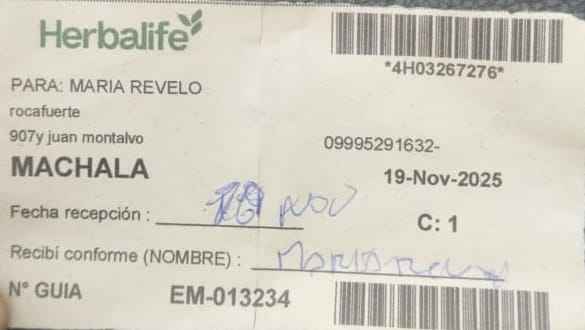 Herbalife
*4H03267276*
PARA: MARIA REVELO
rocafuerte
907y juan montalvo
09995291632-
MACHALA
19-Nov-2025
Fecha recepción : NOV
C: 1
Recibí conforme (NOMBRE) :
N° GUIA EM-013234